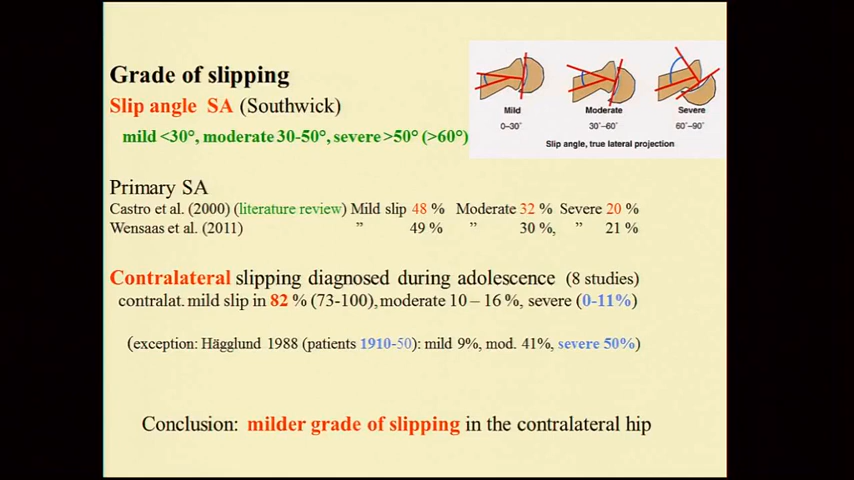 Grade of slipping
Slip angle SA (Southwick)
mild <30°, moderate 30-50°, severe >50° (>60°)
Mild
0–30°
Moderate
30°–60°
Severe
60°–90°
Slip angle, true lateral projection
Primary SA
Castro et al. (2000) (literature review) Mild slip 48 % Moderate 32 % Severe 20 %
Wensaas et al. (2011) ” 49 % ” 30 %, ” 21 %
Contralateral slipping diagnosed during adolescence (8 studies)
contralat. mild slip in 82 % (73-100), moderate 10 – 16 %, severe (0-11%)
(exception: Hägglund 1988 (patients 1910-50): mild 9%, mod. 41%, severe 50%)
Conclusion: milder grade of slipping in the contralateral hip